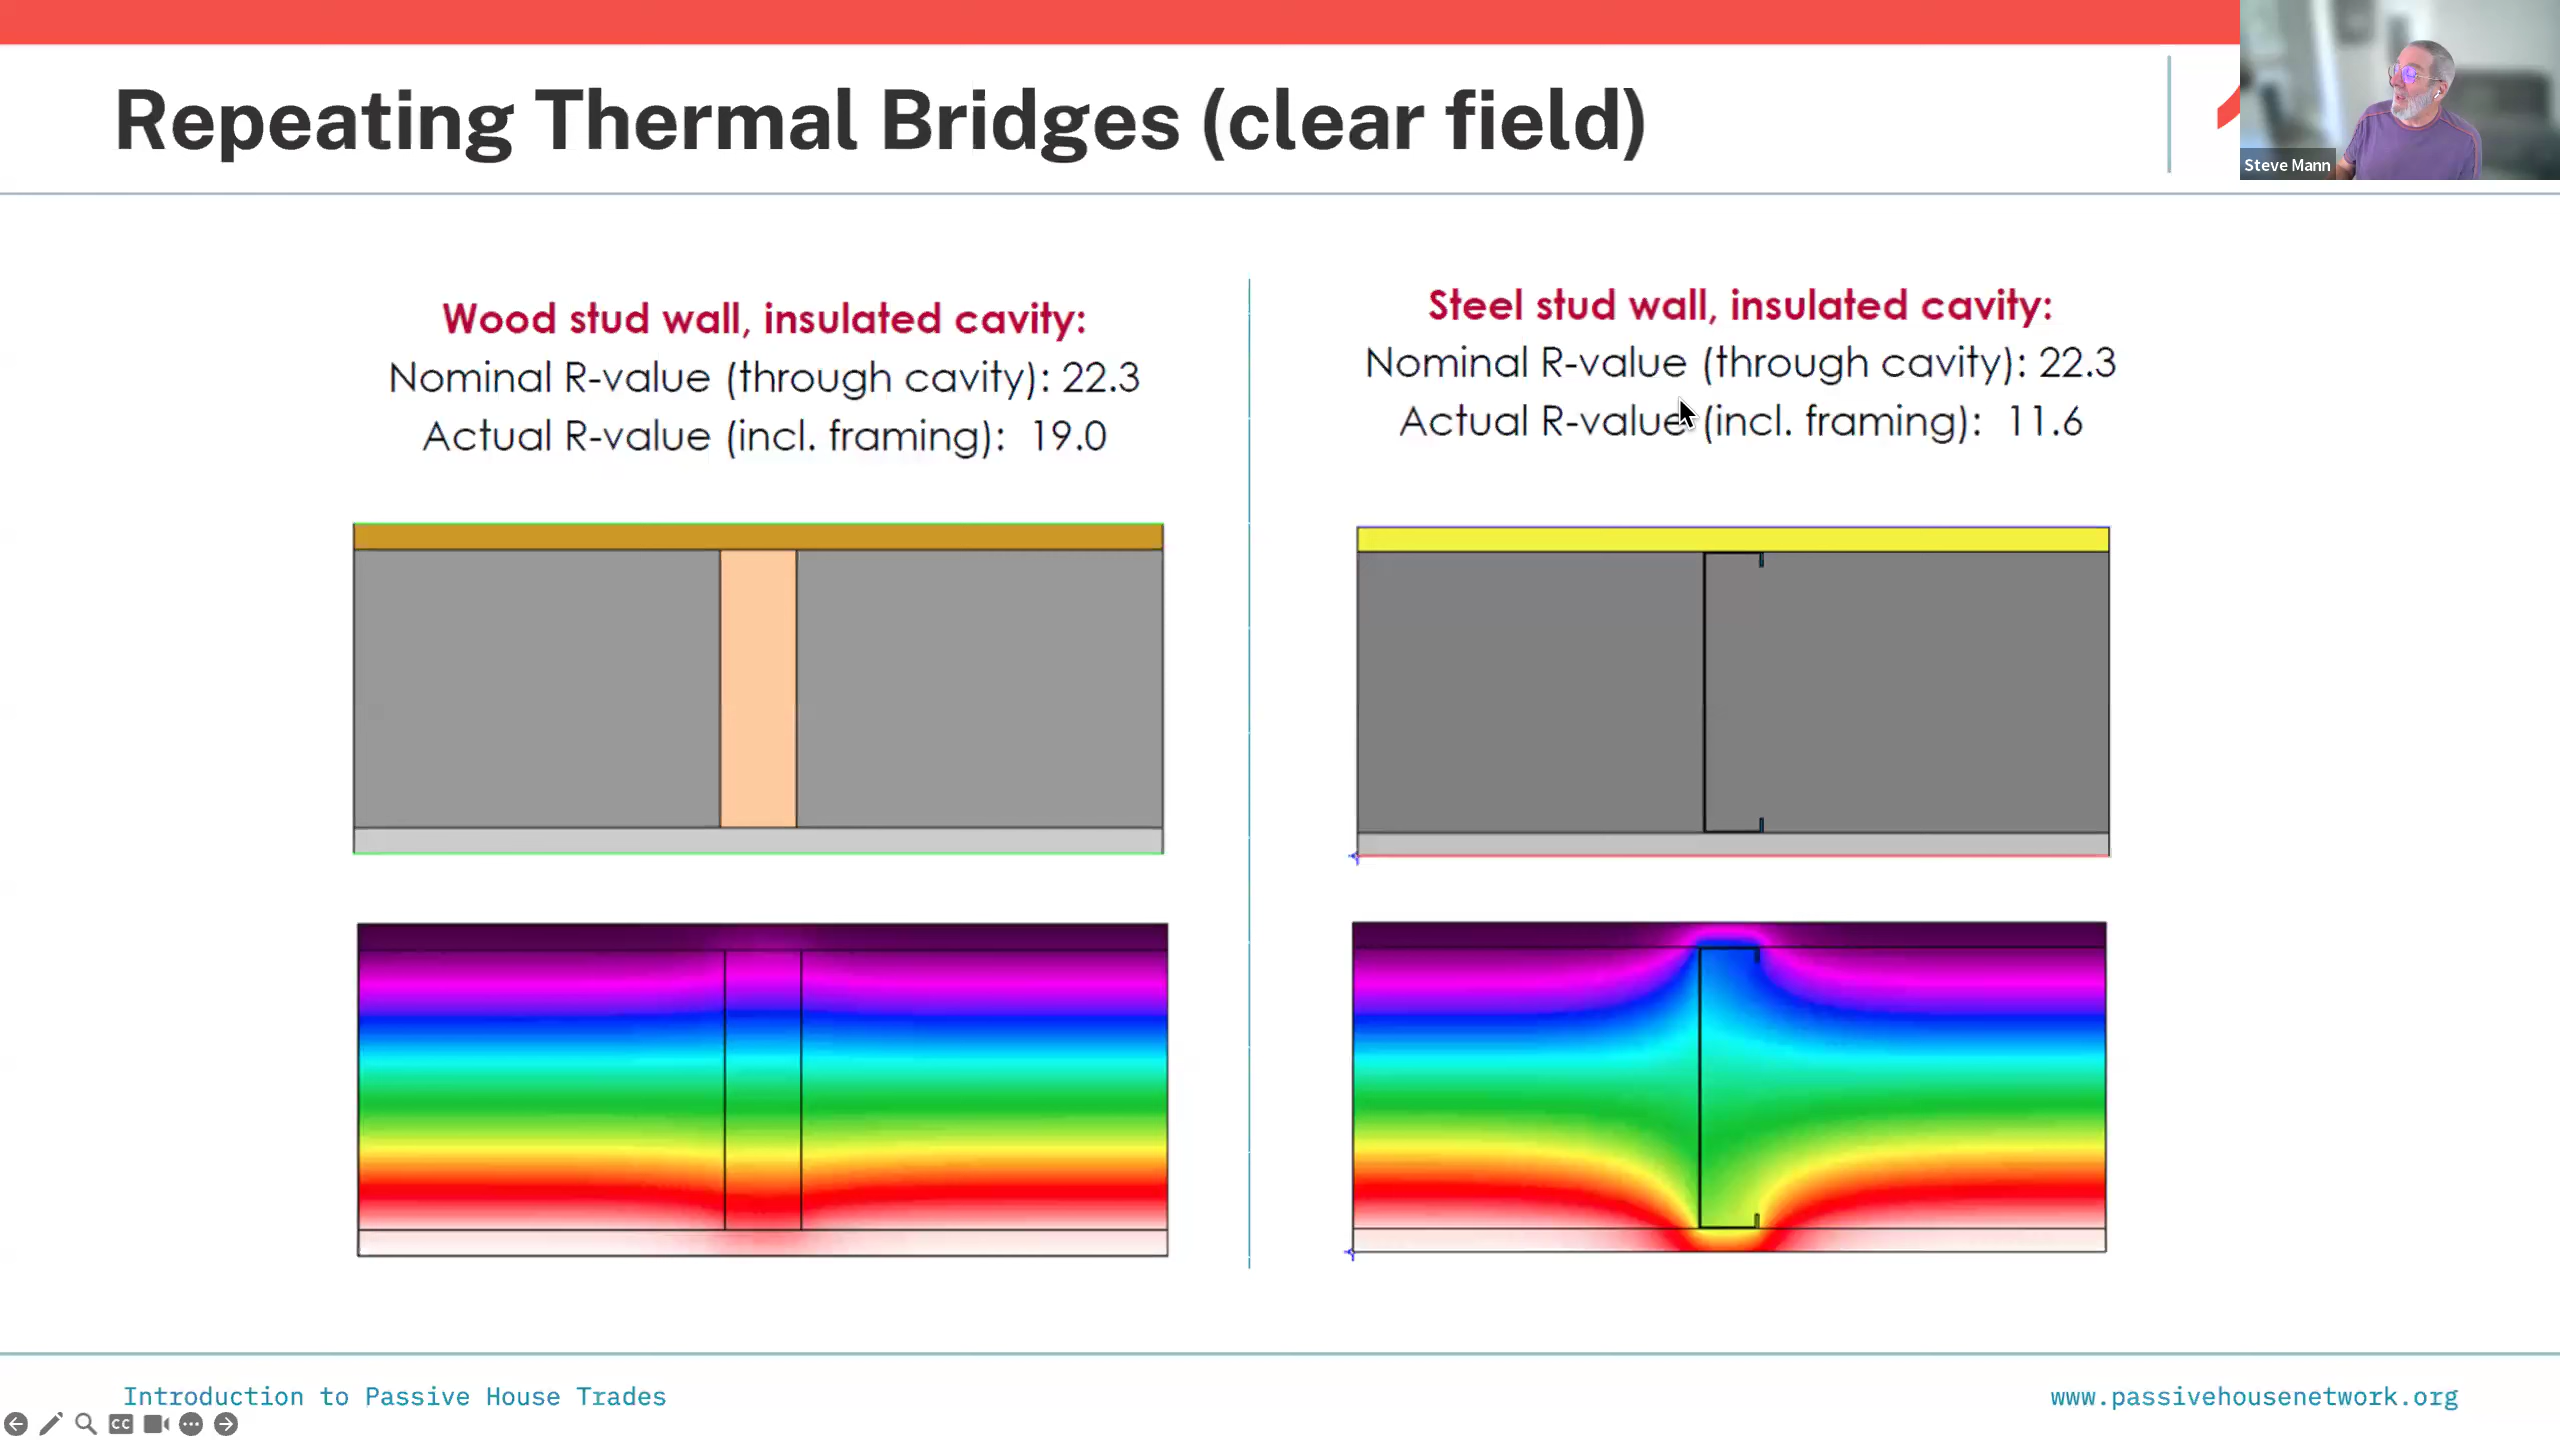 Repeating Thermal Bridges (clear field)
Steve Mann
Wood stud wall, insulated cavity:
Nominal R-value (through cavity): 22.3
Actual R-value (incl. framing): 19.0
Steel stud wall, insulated cavity:
Nominal R-value (through cavity): 22.3
Actual R-value (incl. framing): 11.6
Introduction to Passive House Trades
www.passivehousenetwork.org
CC